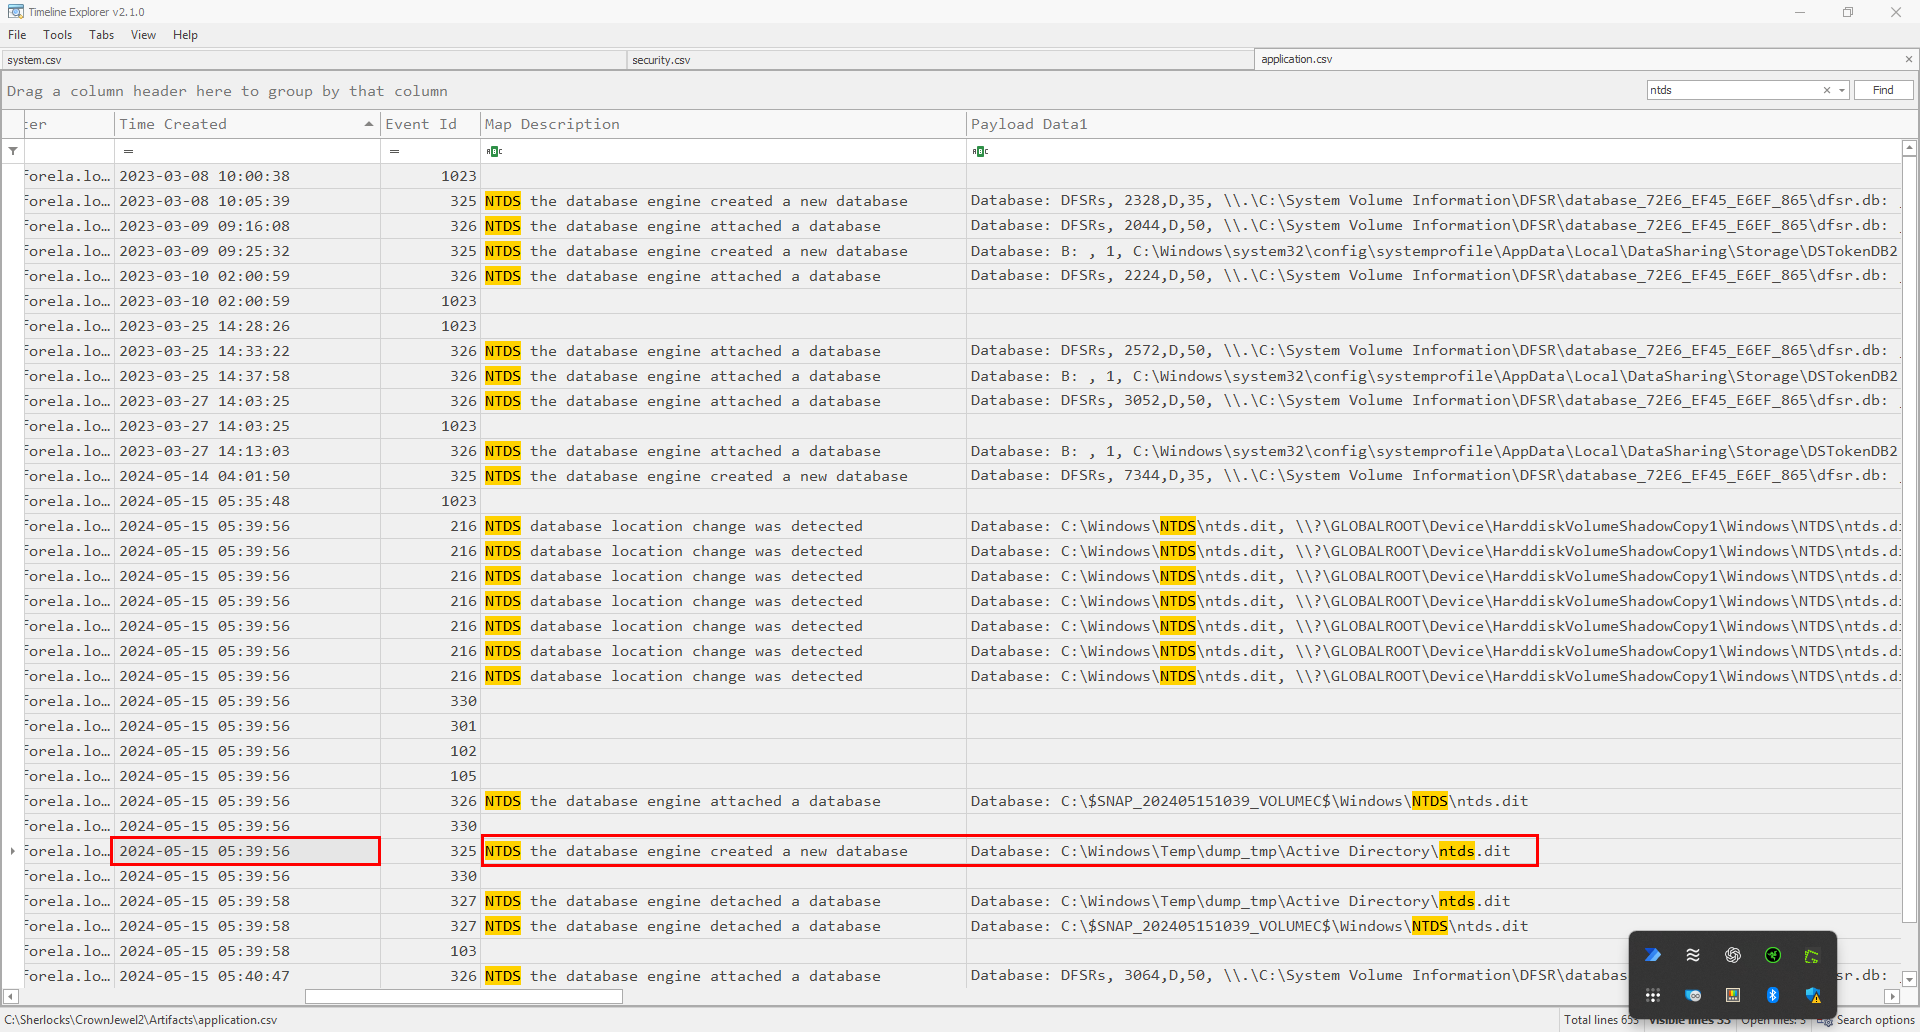 Timeline Explorer v2.1.0
File Tools Tabs View Help
system.csv security.csv application.csv
Drag a column header here to group by that column ntds Find
ter Time Created Event Id Map Description Payload Data1
= =
Forela.lo... 2023-03-08 10:00:38 1023
Forela.lo... 2023-03-08 10:05:39 325 NTDS the database engine created a new database Database: DFSRs, 2328,D,35, \\.\C:\System Volume Information\DFSR\database_72E6_EF45_E6EF_865\dfsr.db:
Forela.lo... 2023-03-09 09:16:08 326 NTDS the database engine attached a database Database: DFSRs, 2044,D,50, \\.\C:\System Volume Information\DFSR\database_72E6_EF45_E6EF_865\dfsr.db:
Forela.lo... 2023-03-09 09:25:32 325 NTDS the database engine created a new database Database: B: , 1, C:\Windows\system32\config\systemprofile\AppData\Local\DataSharing\Storage\DSTokenDB2
Forela.lo... 2023-03-10 02:00:59 326 NTDS the database engine attached a database Database: DFSRs, 2224,D,50, \\.\C:\System Volume Information\DFSR\database_72E6_EF45_E6EF_865\dfsr.db:
Forela.lo... 2023-03-10 02:00:59 1023
Forela.lo... 2023-03-25 14:28:26 1023
Forela.lo... 2023-03-25 14:33:22 326 NTDS the database engine attached a database Database: DFSRs, 2572,D,50, \\.\C:\System Volume Information\DFSR\database_72E6_EF45_E6EF_865\dfsr.db:
Forela.lo... 2023-03-25 14:37:58 326 NTDS the database engine attached a database Database: B: , 1, C:\Windows\system32\config\systemprofile\AppData\Local\DataSharing\Storage\DSTokenDB2
Forela.lo... 2023-03-27 14:03:25 326 NTDS the database engine attached a database Database: DFSRs, 3052,D,50, \\.\C:\System Volume Information\DFSR\database_72E6_EF45_E6EF_865\dfsr.db:
Forela.lo... 2023-03-27 14:03:25 1023
Forela.lo... 2023-03-27 14:13:03 326 NTDS the database engine attached a database Database: B: , 1, C:\Windows\system32\config\systemprofile\AppData\Local\DataSharing\Storage\DSTokenDB2
Forela.lo... 2024-05-14 04:01:50 325 NTDS the database engine created a new database Database: DFSRs, 7344,D,35, \\.\C:\System Volume Information\DFSR\database_72E6_EF45_E6EF_865\dfsr.db:
Forela.lo... 2024-05-15 05:35:48 1023
Forela.lo... 2024-05-15 05:39:56 216 NTDS database location change was detected Database: C:\Windows\NTDS\ntds.dit, \\?\GLOBALROOT\Device\HarddiskVolumeShadowCopy1\Windows\NTDS\ntds.di
Forela.lo... 2024-05-15 05:39:56 216 NTDS database location change was detected Database: C:\Windows\NTDS\ntds.dit, \\?\GLOBALROOT\Device\HarddiskVolumeShadowCopy1\Windows\NTDS\ntds.di
Forela.lo... 2024-05-15 05:39:56 216 NTDS database location change was detected Database: C:\Windows\NTDS\ntds.dit, \\?\GLOBALROOT\Device\HarddiskVolumeShadowCopy1\Windows\NTDS\ntds.di
Forela.lo... 2024-05-15 05:39:56 216 NTDS database location change was detected Database: C:\Windows\NTDS\ntds.dit, \\?\GLOBALROOT\Device\HarddiskVolumeShadowCopy1\Windows\NTDS\ntds.di
Forela.lo... 2024-05-15 05:39:56 216 NTDS database location change was detected Database: C:\Windows\NTDS\ntds.dit, \\?\GLOBALROOT\Device\HarddiskVolumeShadowCopy1\Windows\NTDS\ntds.di
Forela.lo... 2024-05-15 05:39:56 216 NTDS database location change was detected Database: C:\Windows\NTDS\ntds.dit, \\?\GLOBALROOT\Device\HarddiskVolumeShadowCopy1\Windows\NTDS\ntds.di
Forela.lo... 2024-05-15 05:39:56 216 NTDS database location change was detected Database: C:\Windows\NTDS\ntds.dit, \\?\GLOBALROOT\Device\HarddiskVolumeShadowCopy1\Windows\NTDS\ntds.di
Forela.lo... 2024-05-15 05:39:56 330
Forela.lo... 2024-05-15 05:39:56 301
Forela.lo... 2024-05-15 05:39:56 102
Forela.lo... 2024-05-15 05:39:56 105
Forela.lo... 2024-05-15 05:39:56 326 NTDS the database engine attached a database Database: C:\$SNAP_202405151039_VOLUMEC$\Windows\NTDS\ntds.dit
Forela.lo... 2024-05-15 05:39:56 330
Forela.lo... 2024-05-15 05:39:56 325 NTDS the database engine created a new database Database: C:\Windows\Temp\dump_tmp\Active Directory\ntds.dit
Forela.lo... 2024-05-15 05:39:56 330
Forela.lo... 2024-05-15 05:39:58 327 NTDS the database engine detached a database Database: C:\Windows\Temp\dump_tmp\Active Directory\ntds.dit
Forela.lo... 2024-05-15 05:39:58 327 NTDS the database engine detached a database Database: C:\$SNAP_202405151039_VOLUMEC$\Windows\NTDS\ntds.dit
Forela.lo... 2024-05-15 05:39:58 103
Forela.lo... 2024-05-15 05:40:47 326 NTDS the database engine attached a database Database: DFSRs, 3064,D,50, \\.\C:\System Volume Information\DFSR\databas sr.db:
C:\Sherlocks\CrownJewel2\Artifacts\application.csv Total lines 653 Visible lines 33 Open files: 3 Search options